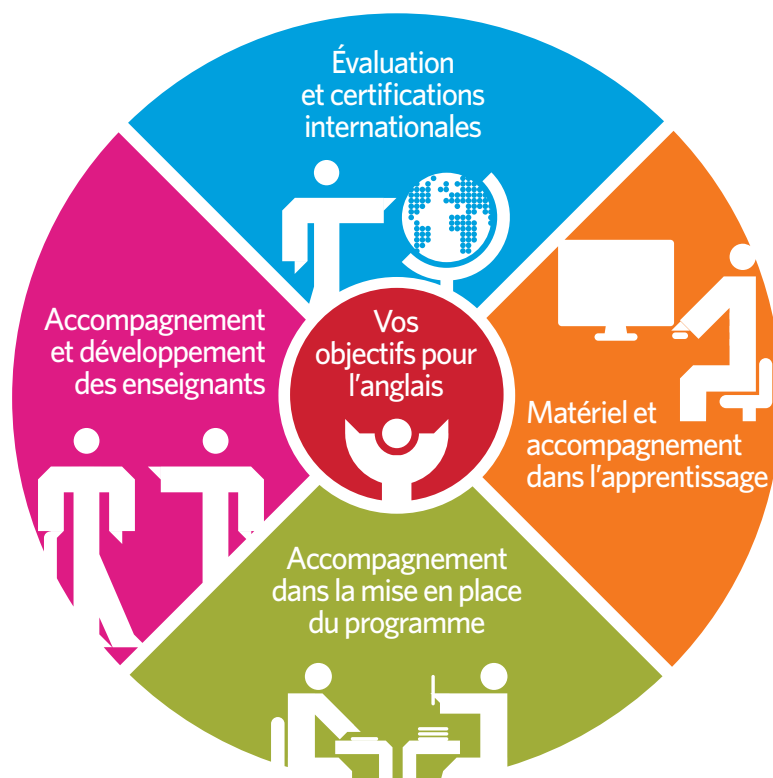 Évaluation
et certifications
internationales
Accompagnement
et développement
des enseignants
Vos
objectifs pour
l'anglais
Matériel et
accompagnement
dans l'apprentissage
Accompagnement
dans la mise en place
du programme